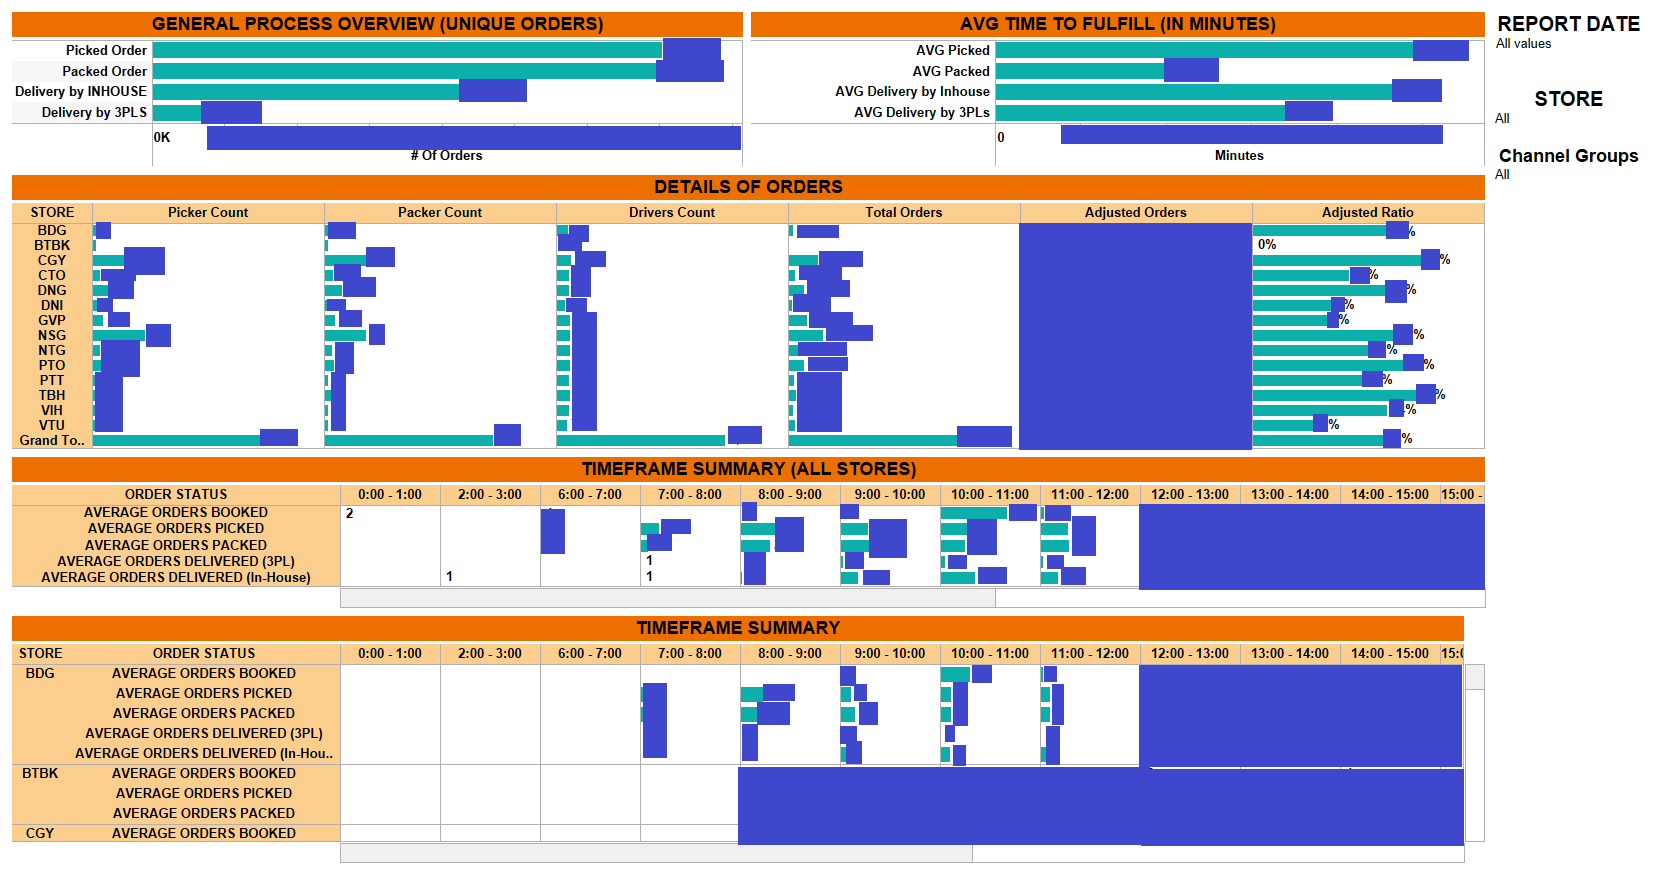 GENERAL PROCESS OVERVIEW (UNIQUE ORDERS)
Picked Order
Packed Order
Delivery by INHOUSE
Delivery by 3PLS
0K
# Of Orders
AVG TIME TO FULFILL (IN MINUTES)
AVG Picked
AVG Packed
AVG Delivery by Inhouse
AVG Delivery by 3PLs
0
Minutes
REPORT DATE
All values
STORE
All
Channel Groups
All
DETAILS OF ORDERS
STORE Picker Count Packer Count Drivers Count Total Orders Adjusted Orders Adjusted Ratio
BDG %
BTBK 0%
CGY %
CTO %
DNG %
DNI %
GVP %
NSG %
NTG %
PTO %
PTT %
TBH %
VIH %
VTU %
Grand To.. %
TIMEFRAME SUMMARY (ALL STORES)
ORDER STATUS 0:00 - 1:00 2:00 - 3:00 6:00 - 7:00 7:00 - 8:00 8:00 - 9:00 9:00 - 10:00 10:00 - 11:00 11:00 - 12:00 12:00 - 13:00 13:00 - 14:00 14:00 - 15:00 15:00 -
AVERAGE ORDERS BOOKED 2
AVERAGE ORDERS PICKED
AVERAGE ORDERS PACKED
AVERAGE ORDERS DELIVERED (3PL) 1
AVERAGE ORDERS DELIVERED (In-House) 1 1
TIMEFRAME SUMMARY
STORE ORDER STATUS 0:00 - 1:00 2:00 - 3:00 6:00 - 7:00 7:00 - 8:00 8:00 - 9:00 9:00 - 10:00 10:00 - 11:00 11:00 - 12:00 12:00 - 13:00 13:00 - 14:00 14:00 - 15:00 15:0
BDG AVERAGE ORDERS BOOKED
AVERAGE ORDERS PICKED
AVERAGE ORDERS PACKED
AVERAGE ORDERS DELIVERED (3PL)
AVERAGE ORDERS DELIVERED (In-Hou..
BTBK AVERAGE ORDERS BOOKED
AVERAGE ORDERS PICKED
AVERAGE ORDERS PACKED
CGY AVERAGE ORDERS BOOKED